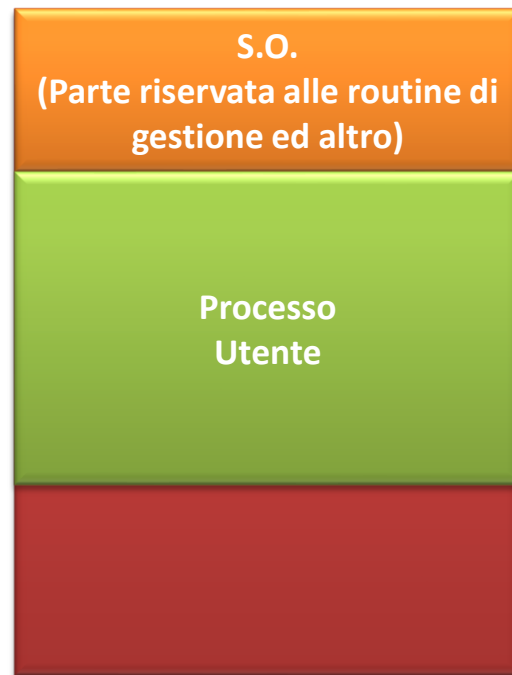 S.O.
(Parte riservata alle routine di
gestione ed altro)
Processo
Utente